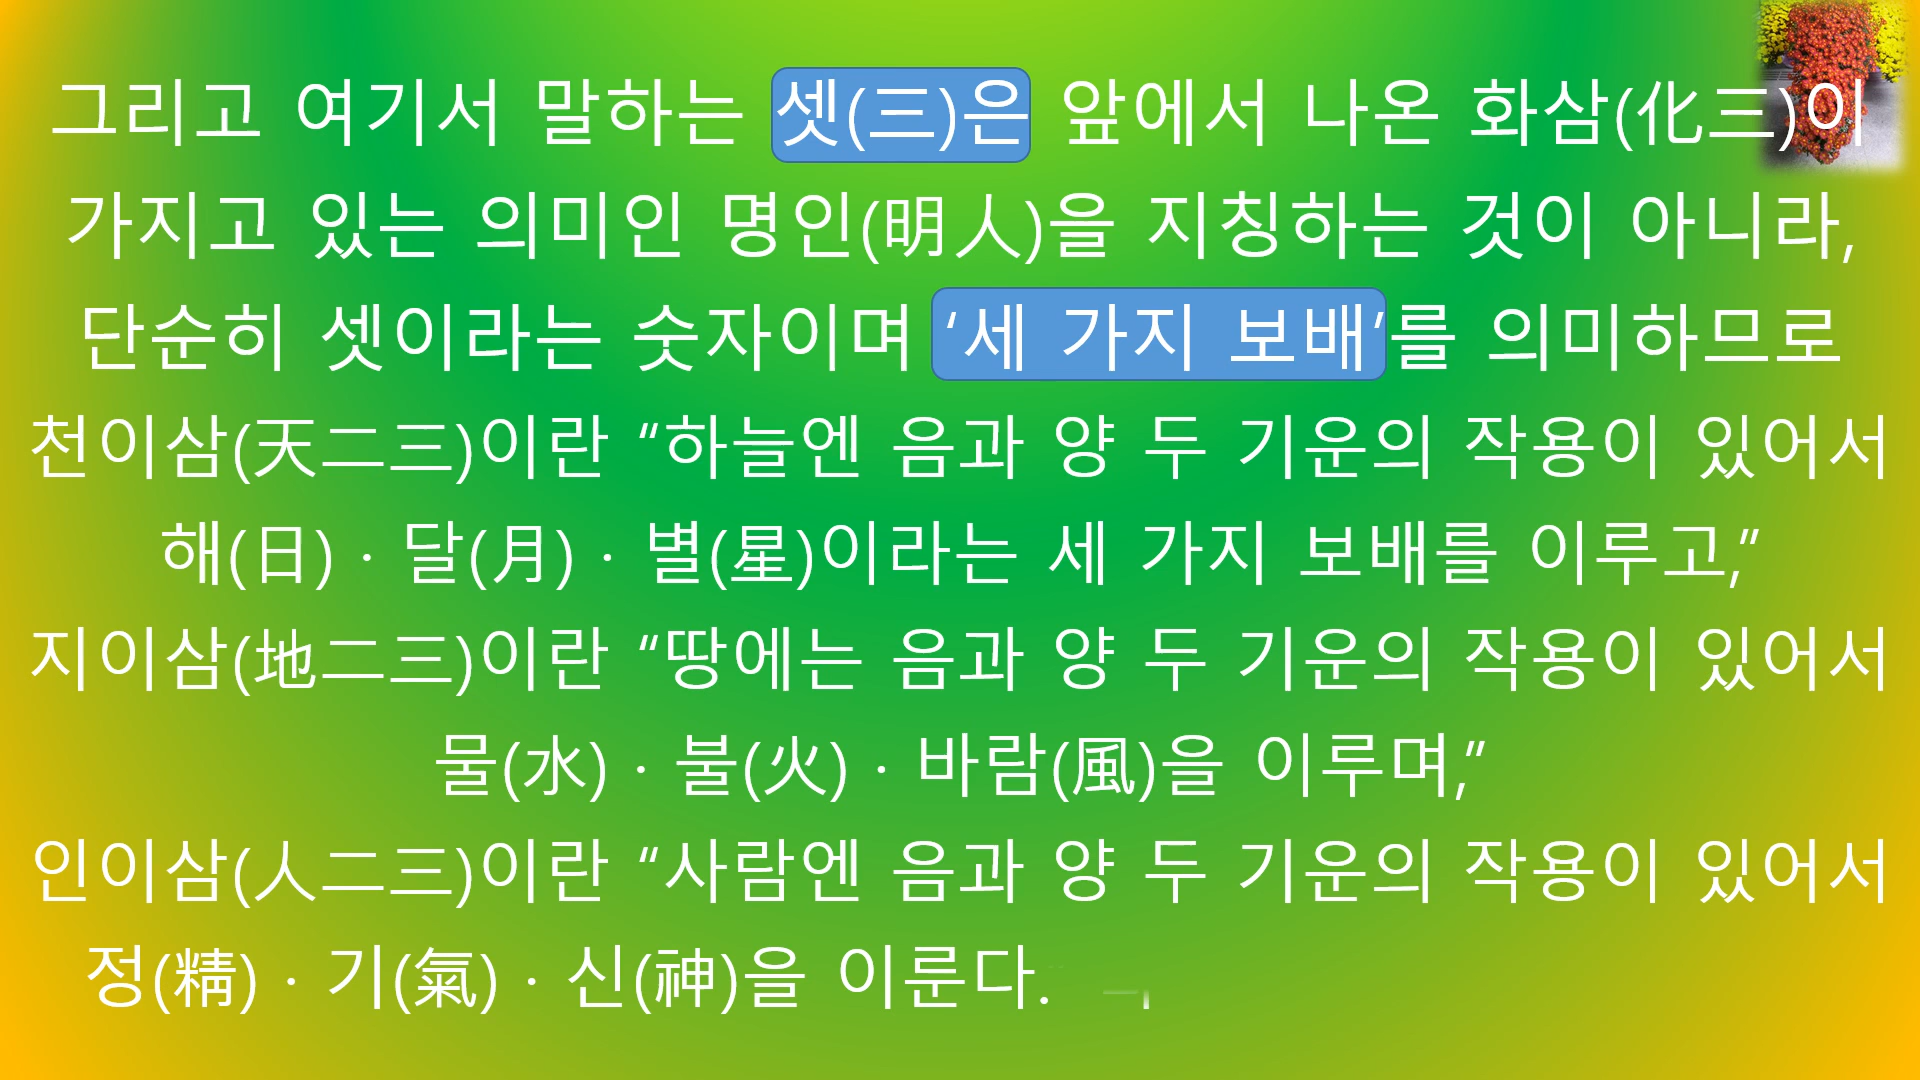 그리고 여기서 말하는 셋(三)은 앞에서 나온 화삼(化三)이
가지고 있는 의미인 명인(明人)을 지칭하는 것이 아니라,
단순히 셋이라는 숫자이며 ‘세 가지 보배’를 의미하므로
천이삼(天二三)이란 “하늘엔 음과 양 두 기운의 작용이 있어서
해(日) · 달(月) · 별(星)이라는 세 가지 보배를 이루고,”
지이삼(地二三)이란 “땅에는 음과 양 두 기운의 작용이 있어서
물(水) · 불(火) · 바람(風)을 이루며,”
인이삼(人二三)이란 “사람엔 음과 양 두 기운의 작용이 있어서
정(精) · 기(氣) · 신(神)을 이룬다.